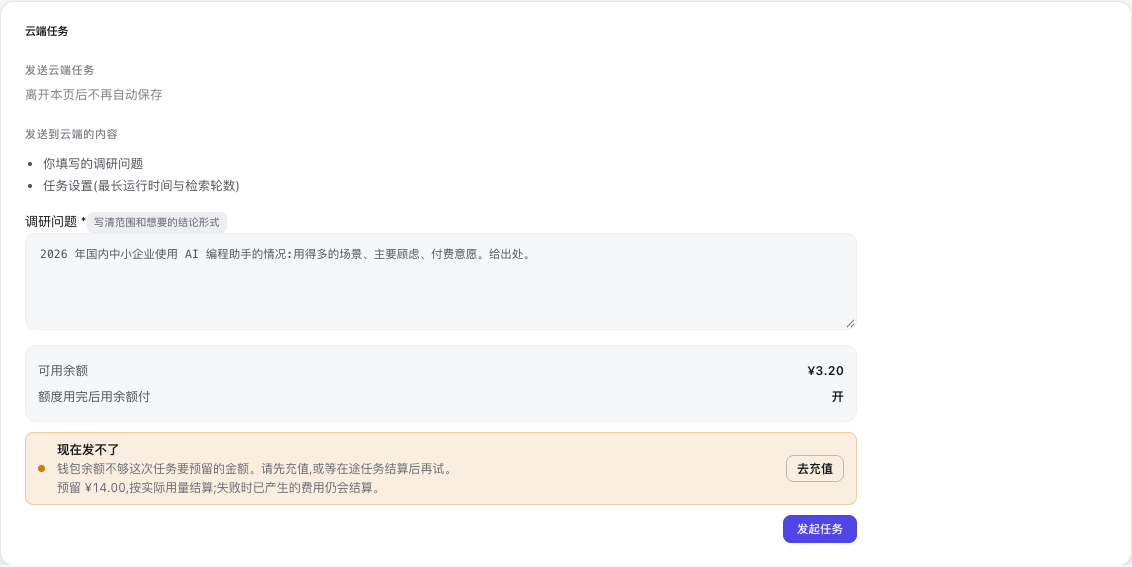 云端任务
发送云端任务
离开本页后不再自动保存
发送到云端的内容
你填写的调研问题
任务设置(最长运行时间与检索轮数)
调研问题 * 写清范围和想要的结论形式
2026 年国内中小企业使用 AI 编程助手的情况:用得多的场景、主要顾虑、付费意愿。给出处。
可用余额 ¥3.20
额度用完后用余额付 开
现在发不了
钱包余额不够这次任务要预留的金额。请先充值,或等在途任务结算后再试。
预留 ¥14.00,按实际用量结算;失败时已产生的费用仍会结算。
去充值
发起任务